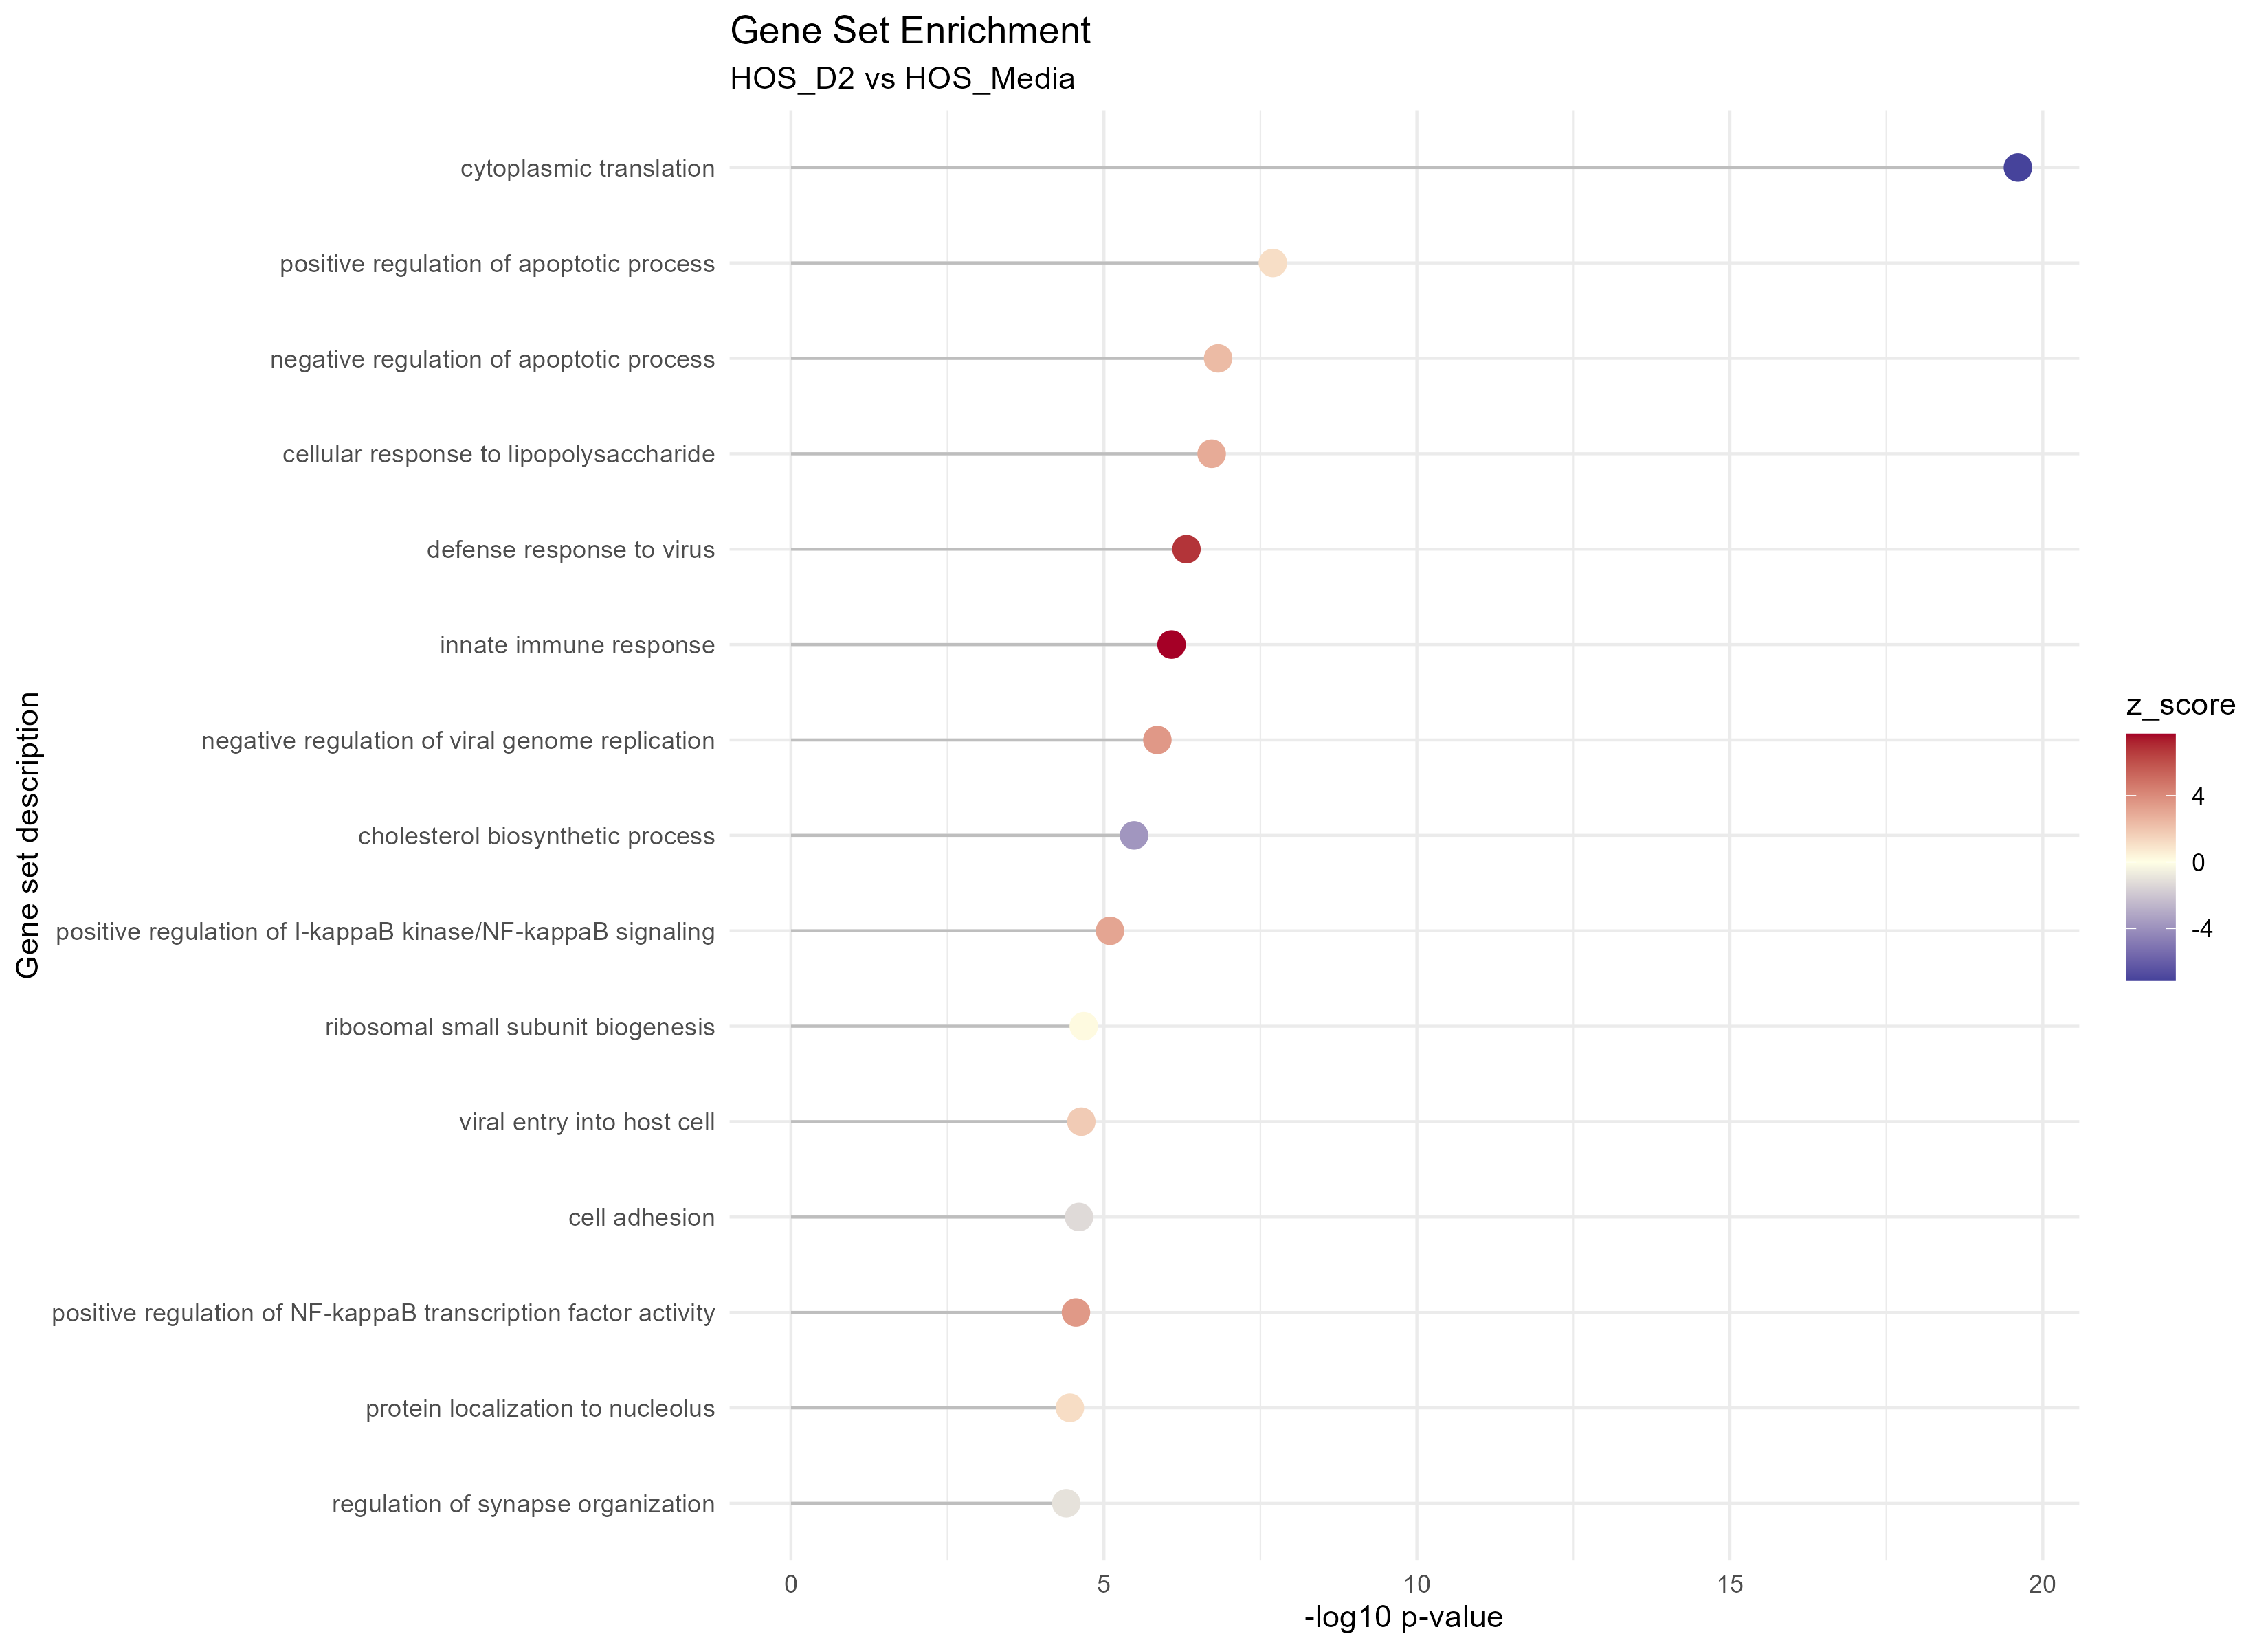 Gene Set Enrichment
HOS_D2 vs HOS_Media
Gene set description
cytoplasmic translation
positive regulation of apoptotic process
negative regulation of apoptotic process
cellular response to lipopolysaccharide
defense response to virus
innate immune response
negative regulation of viral genome replication
cholesterol biosynthetic process
positive regulation of I-kappaB kinase/NF-kappaB signaling
ribosomal small subunit biogenesis
viral entry into host cell
cell adhesion
positive regulation of NF-kappaB transcription factor activity
protein localization to nucleolus
regulation of synapse organization
0 5 10 15 20
-log10 p-value
z_score
4
0
-4